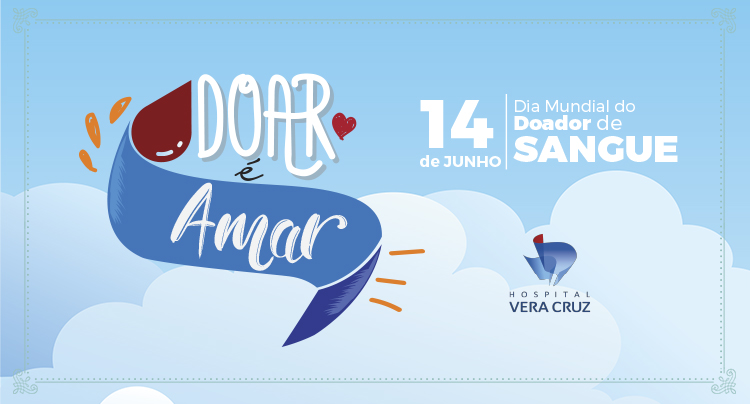 DOAR
é
Amar
14
de JUNHO
Dia Mundial do
Doador de
SANGUE
HOSPITAL
VERA CRUZ